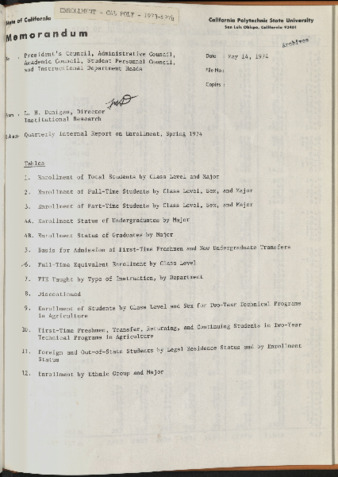 ENROLLMENT - CAL POLY - 1973-1976
State of California
California Polytechnic State University
San Luis Obispo, California 93401
Memorandum
Archives
President's Council, Administrative Council,
Academic Council, Student Personnel Council,
and Instructional Department Heads
Date : May 14, 1974
File No.:
Copies :
From : L. H. Dunigan, Director
Institutional Research
Quarterly Internal Report on Enrollment, Spring 1974
Tables
1. Enrollment of Total Students by Class Level and Major
2. Enrollment of Full-Time Students by Class Level, Sex, and Major
3. Enrollment of Part-Time Students by Class Level, Sex, and Major
4A. Enrollment Status of Undergraduates by Major
4B. Enrollment Status of Graduates by Major
5. Basis for Admission of First-Time Freshmen and New Undergraduate Transfers
6. Full-Time Equivalent Enrollment by Class Level
7. FTE Taught by Type of Instruction, by Department
8. Discontinued
9. Enrollment of Students by Class Level and Sex for Two-Year Technical Programs
in Agriculture
10. First-Time Freshmen, Transfer, Returning, and Continuing Students in Two-Year
Technical Programs in Agriculture
11. Foreign and Out-of-State Students by Legal Residence Status and by Enrollment
Status
12. Enrollment by Ethnic Group and Major